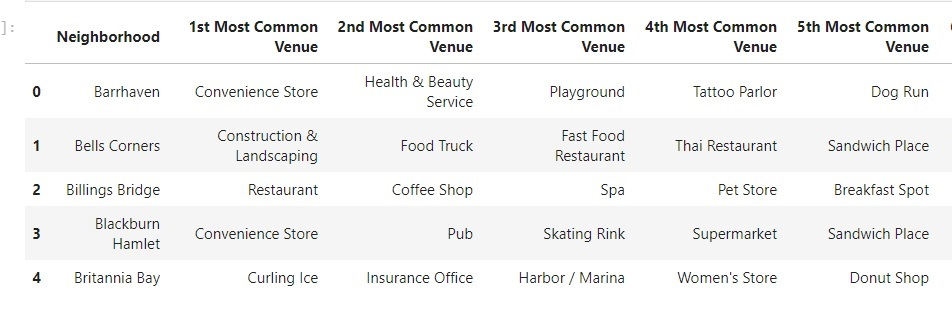 ]:
Neighborhood 1st Most Common Venue 2nd Most Common Venue 3rd Most Common Venue 4th Most Common Venue 5th Most Common Venue
0 Barrhaven Convenience Store Health & Beauty Service Playground Tattoo Parlor Dog Run
1 Bells Corners Construction & Landscaping Food Truck Fast Food Restaurant Thai Restaurant Sandwich Place
2 Billings Bridge Restaurant Coffee Shop Spa Pet Store Breakfast Spot
3 Blackburn Hamlet Convenience Store Pub Skating Rink Supermarket Sandwich Place
4 Britannia Bay Curling Ice Insurance Office Harbor / Marina Women's Store Donut Shop